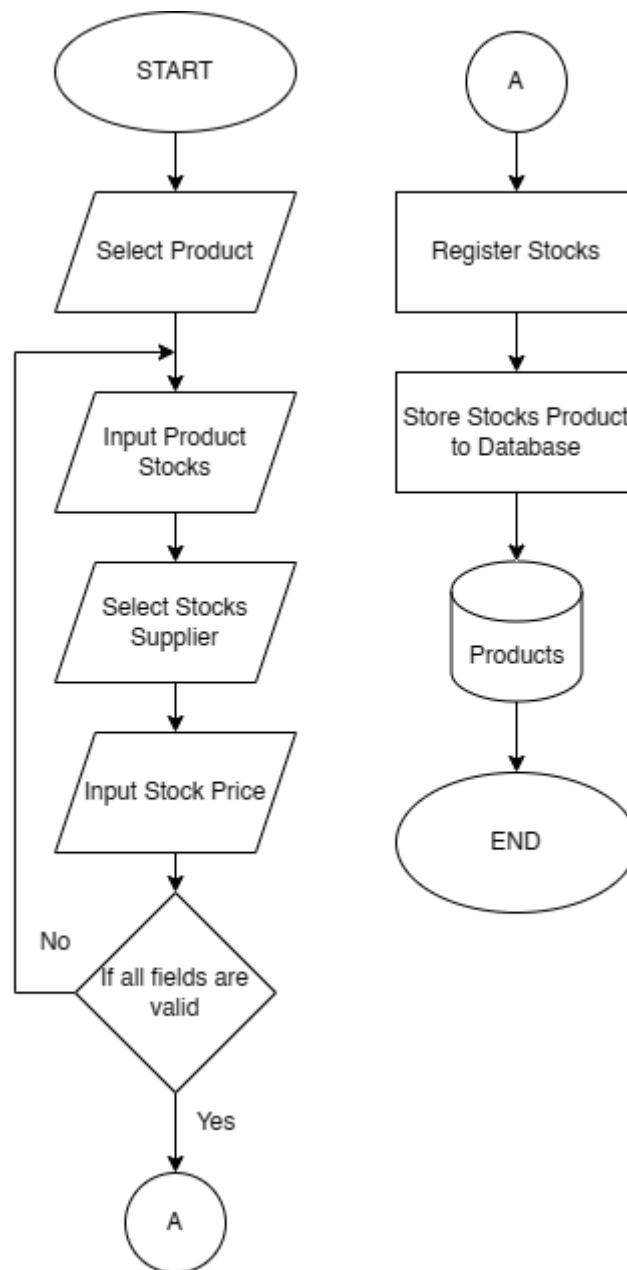 START
Select Product
Input Product
Stocks
Select Stocks
Supplier
Input Stock Price
If all fields are
valid
No
Yes
A
A
Register Stocks
Store Stocks Product
to Database
Products
END